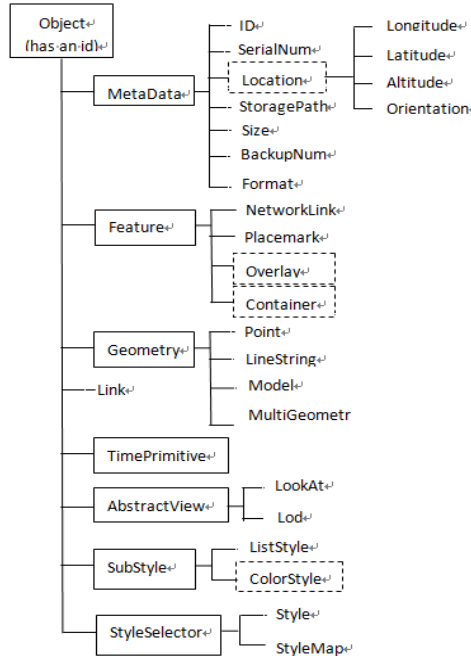 Object
(has an id)
MetaData
ID
SerialNum
Location
StoragePath
Size
BackupNum
Format
Longitude
Latitude
Altitude
Orientation
Feature
NetworkLink
Placemark
Overlay
Container
Geometry
Point
LineString
Model
MultiGeometr
Link
TimePrimitive
AbstractView
LookAt
Lod
SubStyle
ListStyle
ColorStyle
StyleSelector
Style
StyleMap